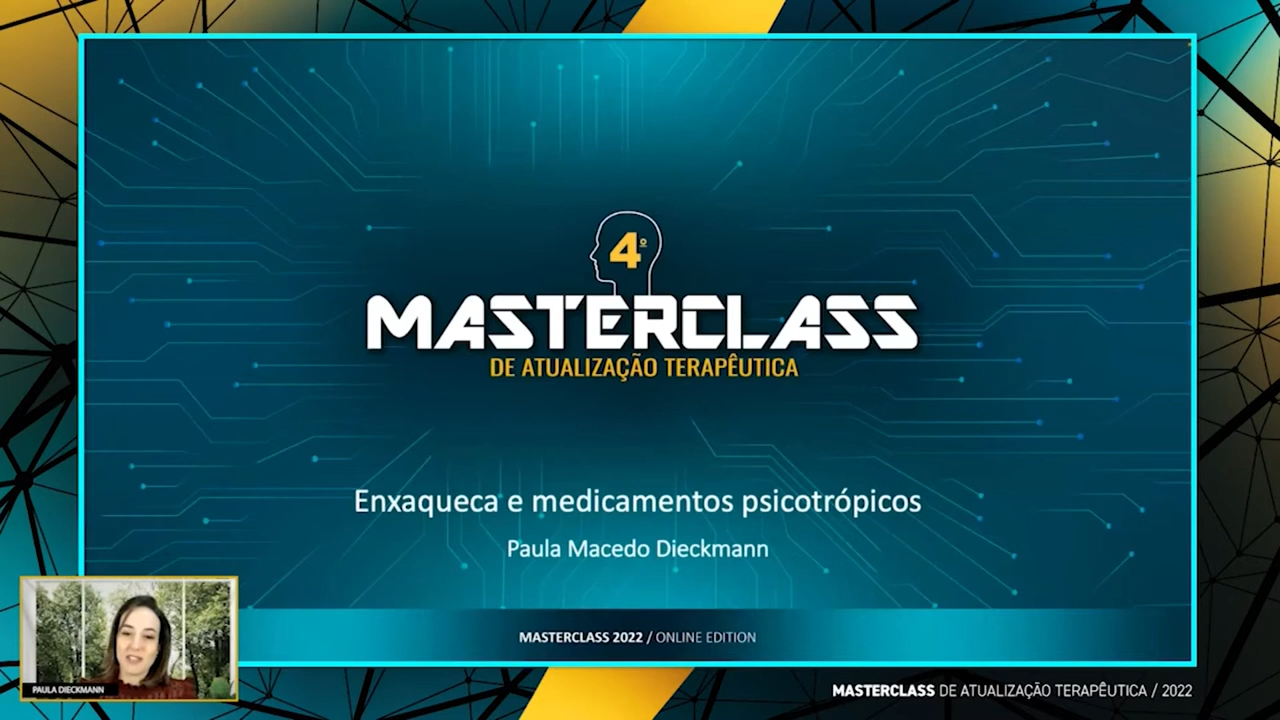 4º
MASTERCLASS
DE ATUALIZAÇÃO TERAPÊUTICA
Enxaqueca e medicamentos psicotrópicos
Paula Macedo Dieckmann
MASTERCLASS 2022 / ONLINE EDITION
PAULA DIECKMANN
MASTERCLASS DE ATUALIZAÇÃO TERAPÊUTICA / 2022